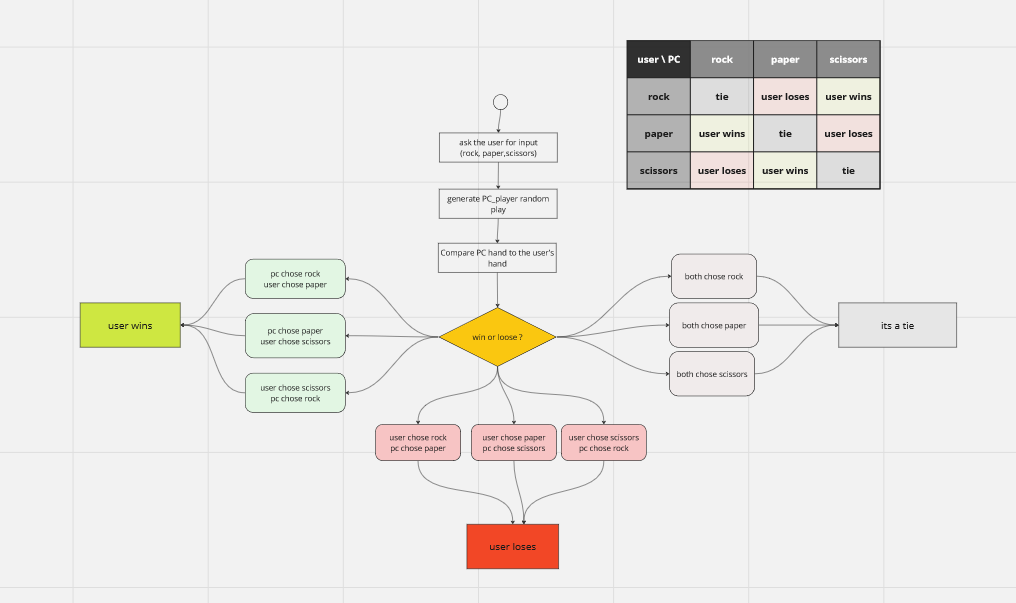 user \ PC rock paper scissors
rock tie user loses user wins
paper user wins tie user loses
scissors user loses user wins tie
ask the user for input
(rock, paper,scissors)
generate PC_player random
play
Compare PC hand to the user's
hand
win or loose ?
pc chose rock
user chose paper
pc chose paper
user chose scissors
user chose scissors
pc chose rock
user wins
both chose rock
both chose paper
both chose scissors
its a tie
user chose rock
pc chose paper
user chose paper
pc chose scissors
user chose scissors
pc chose rock
user loses